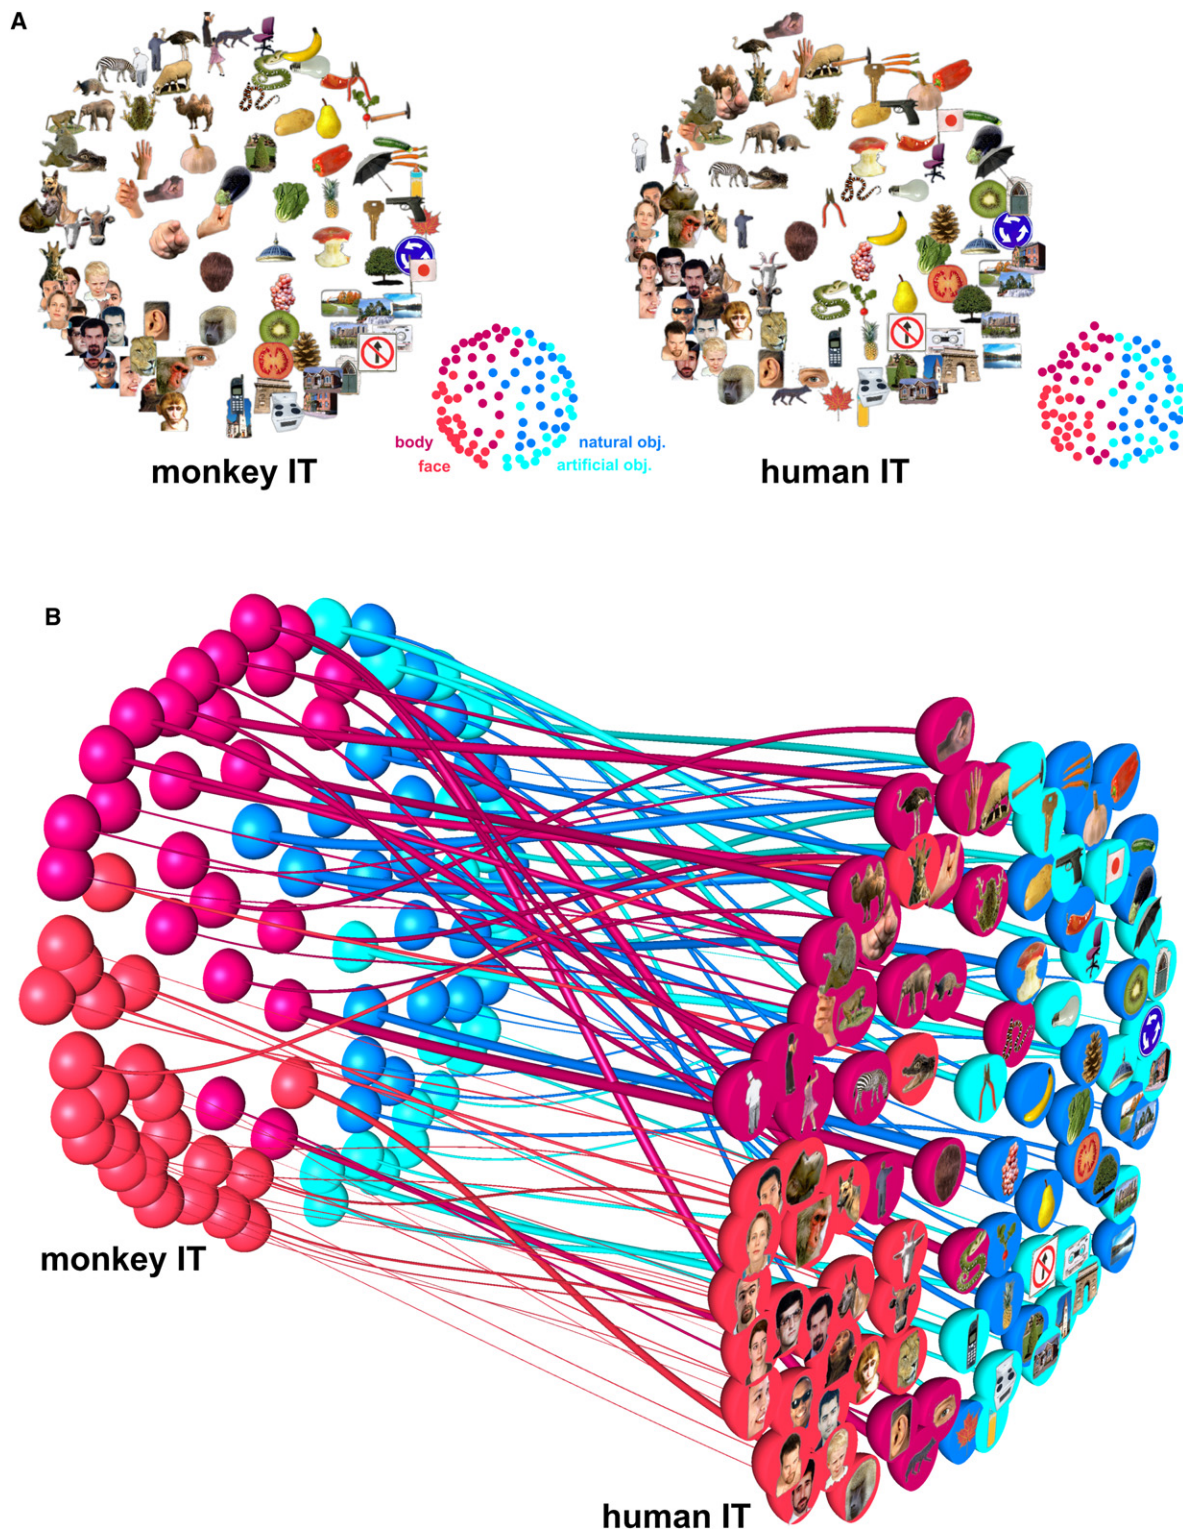 A
body
face
natural obj.
artificial obj.
monkey IT
human IT
B
monkey IT
human IT